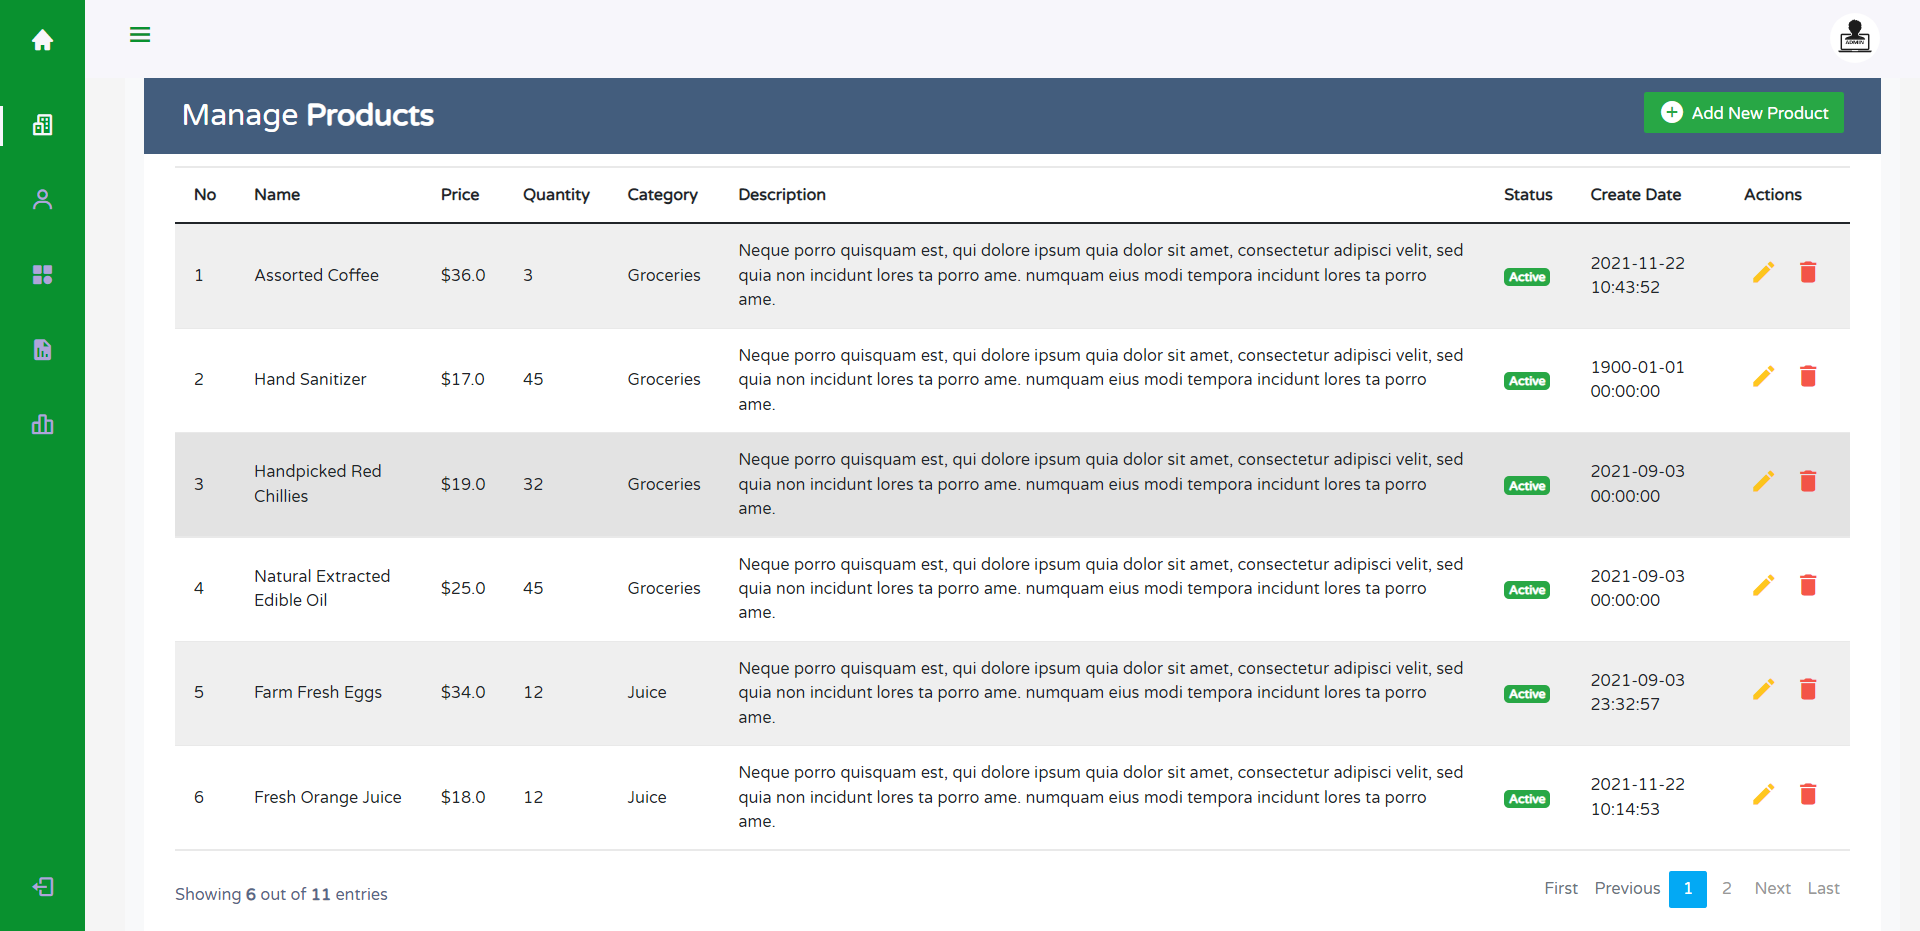 ADMIN
Manage Products
Add New Product
No Name Price Quantity Category Description Status Create Date Actions
1 Assorted Coffee $36.0 3 Groceries Neque porro quisquam est, qui dolore ipsum quia dolor sit amet, consectetur adipisci velit, sed
quia non incidunt lores ta porro ame. numquam eius modi tempora incidunt lores ta porro
ame.
Active 2021-11-22
10:43:52
2 Hand Sanitizer $17.0 45 Groceries Neque porro quisquam est, qui dolore ipsum quia dolor sit amet, consectetur adipisci velit, sed
quia non incidunt lores ta porro ame. numquam eius modi tempora incidunt lores ta porro
ame.
Active 1900-01-01
00:00:00
3 Handpicked Red
Chillies
$19.0 32 Groceries Neque porro quisquam est, qui dolore ipsum quia dolor sit amet, consectetur adipisci velit, sed
quia non incidunt lores ta porro ame. numquam eius modi tempora incidunt lores ta porro
ame.
Active 2021-09-03
00:00:00
4 Natural Extracted
Edible Oil
$25.0 45 Groceries Neque porro quisquam est, qui dolore ipsum quia dolor sit amet, consectetur adipisci velit, sed
quia non incidunt lores ta porro ame. numquam eius modi tempora incidunt lores ta porro
ame.
Active 2021-09-03
00:00:00
5 Farm Fresh Eggs $34.0 12 Juice Neque porro quisquam est, qui dolore ipsum quia dolor sit amet, consectetur adipisci velit, sed
quia non incidunt lores ta porro ame. numquam eius modi tempora incidunt lores ta porro
ame.
Active 2021-09-03
23:32:57
6 Fresh Orange Juice $18.0 12 Juice Neque porro quisquam est, qui dolore ipsum quia dolor sit amet, consectetur adipisci velit, sed
quia non incidunt lores ta porro ame. numquam eius modi tempora incidunt lores ta porro
ame.
Active 2021-11-22
10:14:53
Showing 6 out of 11 entries
First Previous 1 2 Next Last